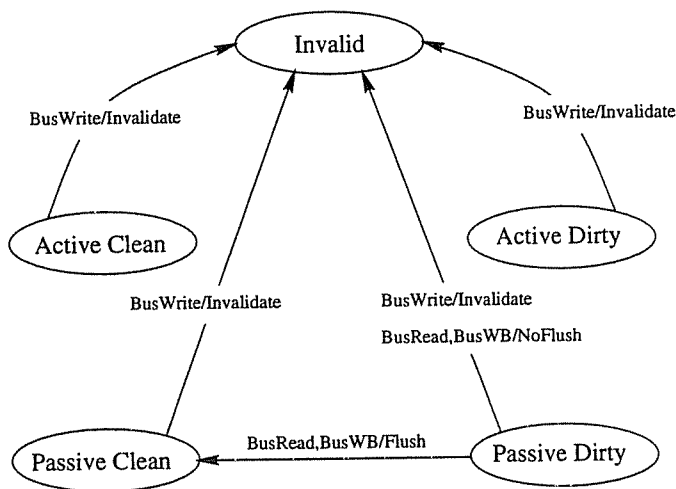 Invalid
BusWrite/Invalidate
BusWrite/Invalidate
Active Clean
Active Dirty
BusWrite/Invalidate
BusWrite/Invalidate
BusRead,BusWB/NoFlush
BusRead,BusWB/Flush
Passive Clean
Passive Dirty